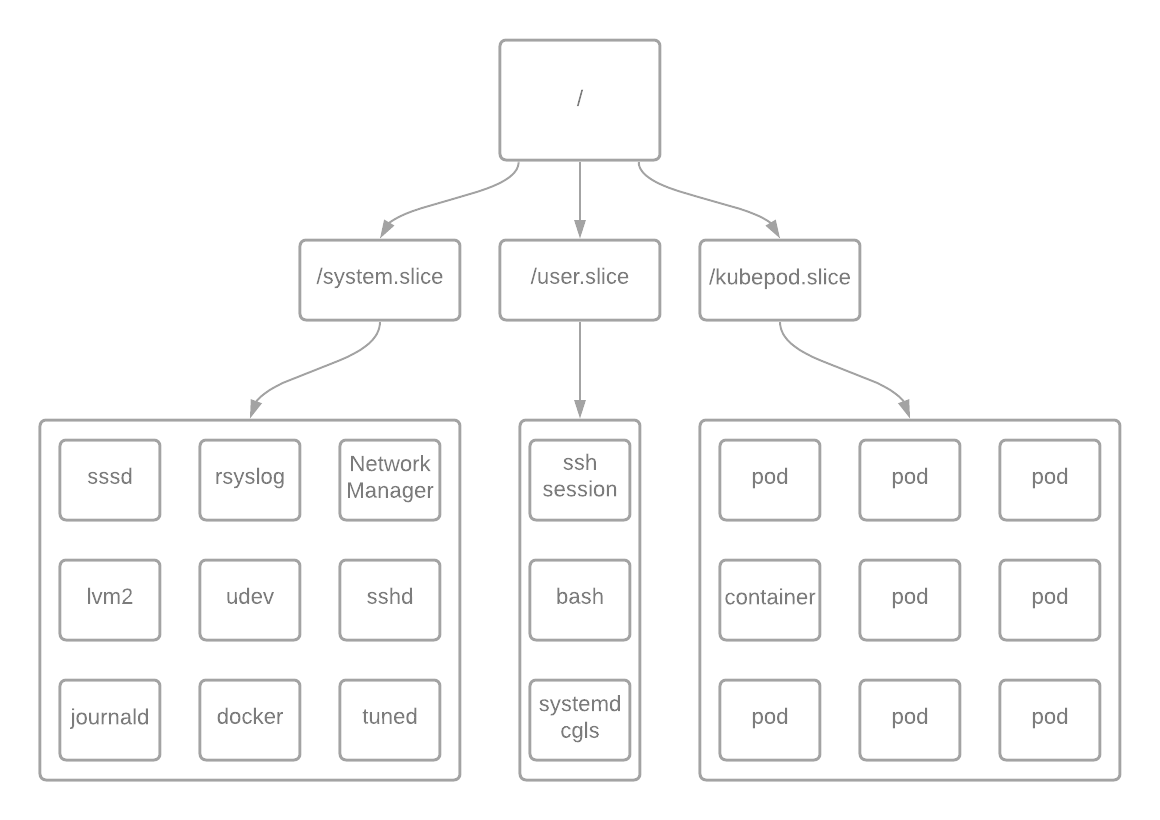 /
/system.slice
/user.slice
/kubepod.slice
sssd
rsyslog
Network
Manager
lvm2
udev
sshd
journald
docker
tuned
ssh
session
bash
systemd
cgls
pod
pod
pod
container
pod
pod
pod
pod
pod